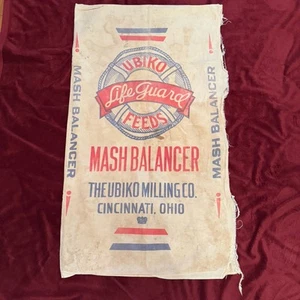 UBIKO
Life Guard
FEEDS
MASH BALANCER
MASH BALANCER
MASH BALANCER
THE UBIKO MILLING CO.
CINCINNATI, OHIO